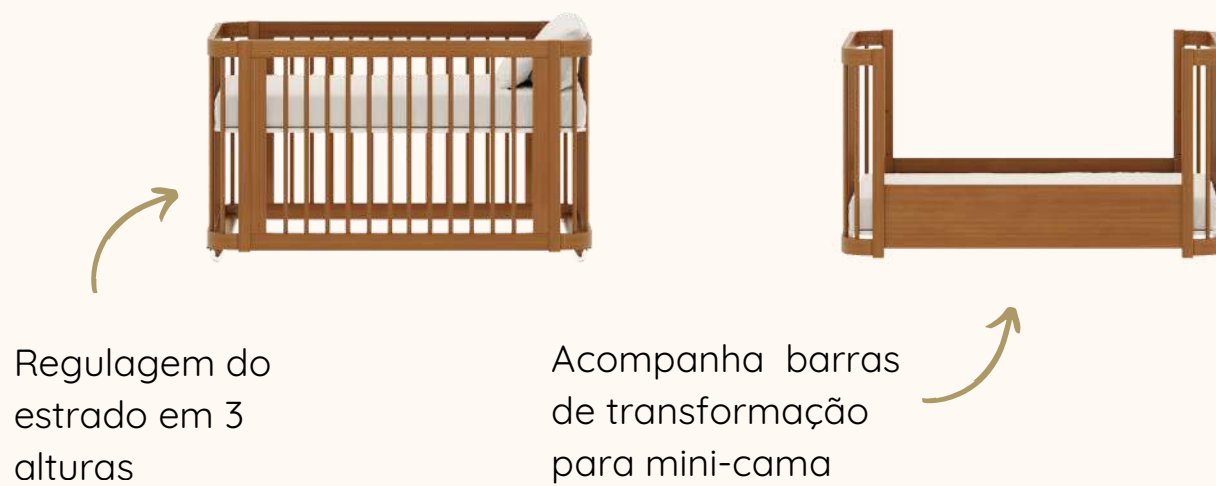 Regulagem do
estrado em 3
alturas
Acompanha barras
de transformação
para mini-cama